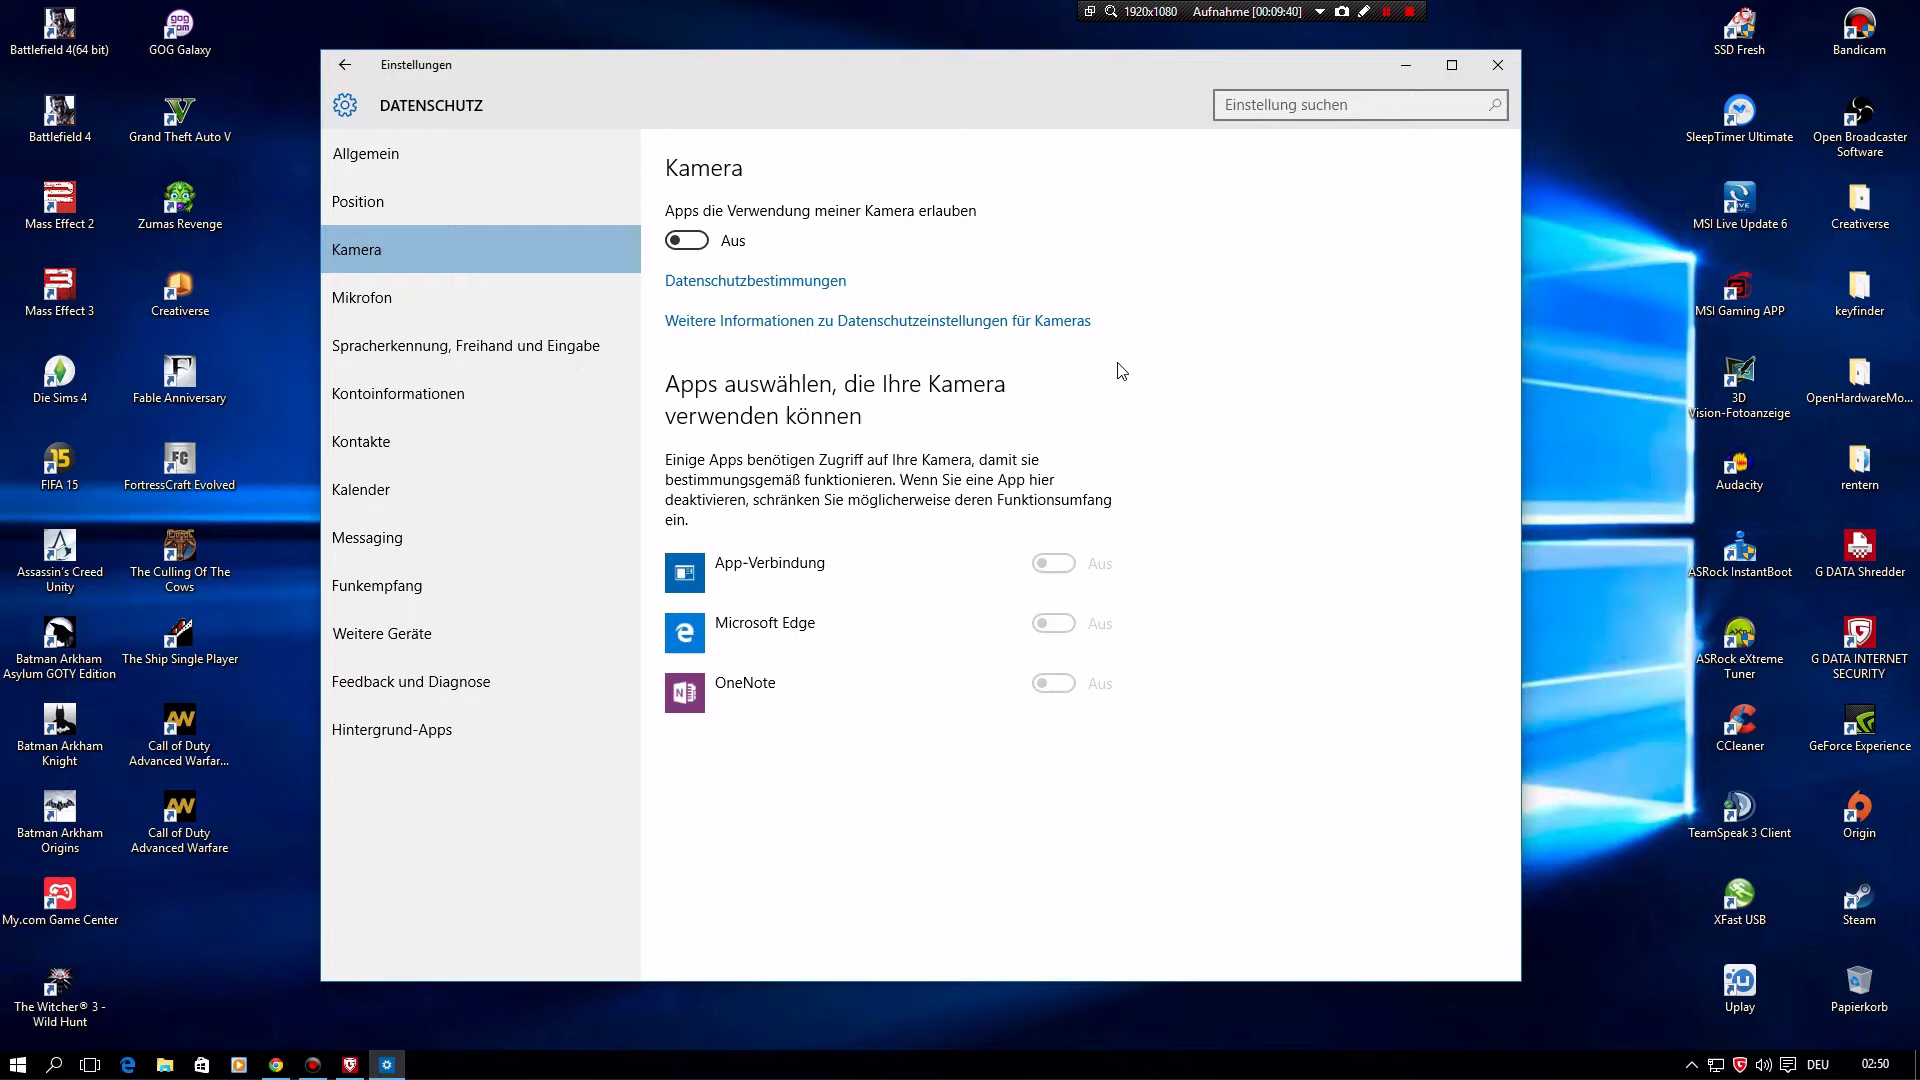 1920x1080 Aufnahme [00:09:40]
Battlefield 4(64 bit)
GOG Galaxy
Battlefield 4
Grand Theft Auto V
Mass Effect 2
Zumas Revenge
Mass Effect 3
Creativerse
Die Sims 4
Fable Anniversary
FIFA 15
FortressCraft Evolved
Assassin's Creed
Unity
The Culling Of The
Cows
Batman Arkham
Asylum GOTY Edition
The Ship Single Player
Batman Arkham
Knight
Call of Duty
Advanced Warfar...
Batman Arkham
Origins
Call of Duty
Advanced Warfare
My.com Game Center
The Witcher® 3 -
Wild Hunt
Einstellungen
DATENSCHUTZ
Einstellung suchen
Allgemein
Position
Kamera
Mikrofon
Spracherkennung, Freihand und Eingabe
Kontoinformationen
Kontakte
Kalender
Messaging
Funkempfang
Weitere Geräte
Feedback und Diagnose
Hintergrund-Apps
Kamera
Apps die Verwendung meiner Kamera erlauben
Aus
Datenschutzbestimmungen
Weitere Informationen zu Datenschutzeinstellungen für Kameras
Apps auswählen, die Ihre Kamera
verwenden können
Einige Apps benötigen Zugriff auf Ihre Kamera, damit sie
bestimmungsgemäß funktionieren. Wenn Sie eine App hier
deaktivieren, schränken Sie möglicherweise deren Funktionsumfang
ein.
App-Verbindung Aus
Microsoft Edge Aus
OneNote Aus
SSD Fresh
Bandicam
SleepTimer Ultimate
Open Broadcaster
Software
MSI Live Update 6
Creativerse
MSI Gaming APP
keyfinder
3D
Vision-Fotoanzeige
OpenHardwareMo...
Audacity
rentern
ASRock InstantBoot
G DATA Shredder
ASRock eXtreme
Tuner
G DATA INTERNET
SECURITY
CCleaner
GeForce Experience
TeamSpeak 3 Client
Origin
XFast USB
Steam
Uplay
Papierkorb
DEU 02:50